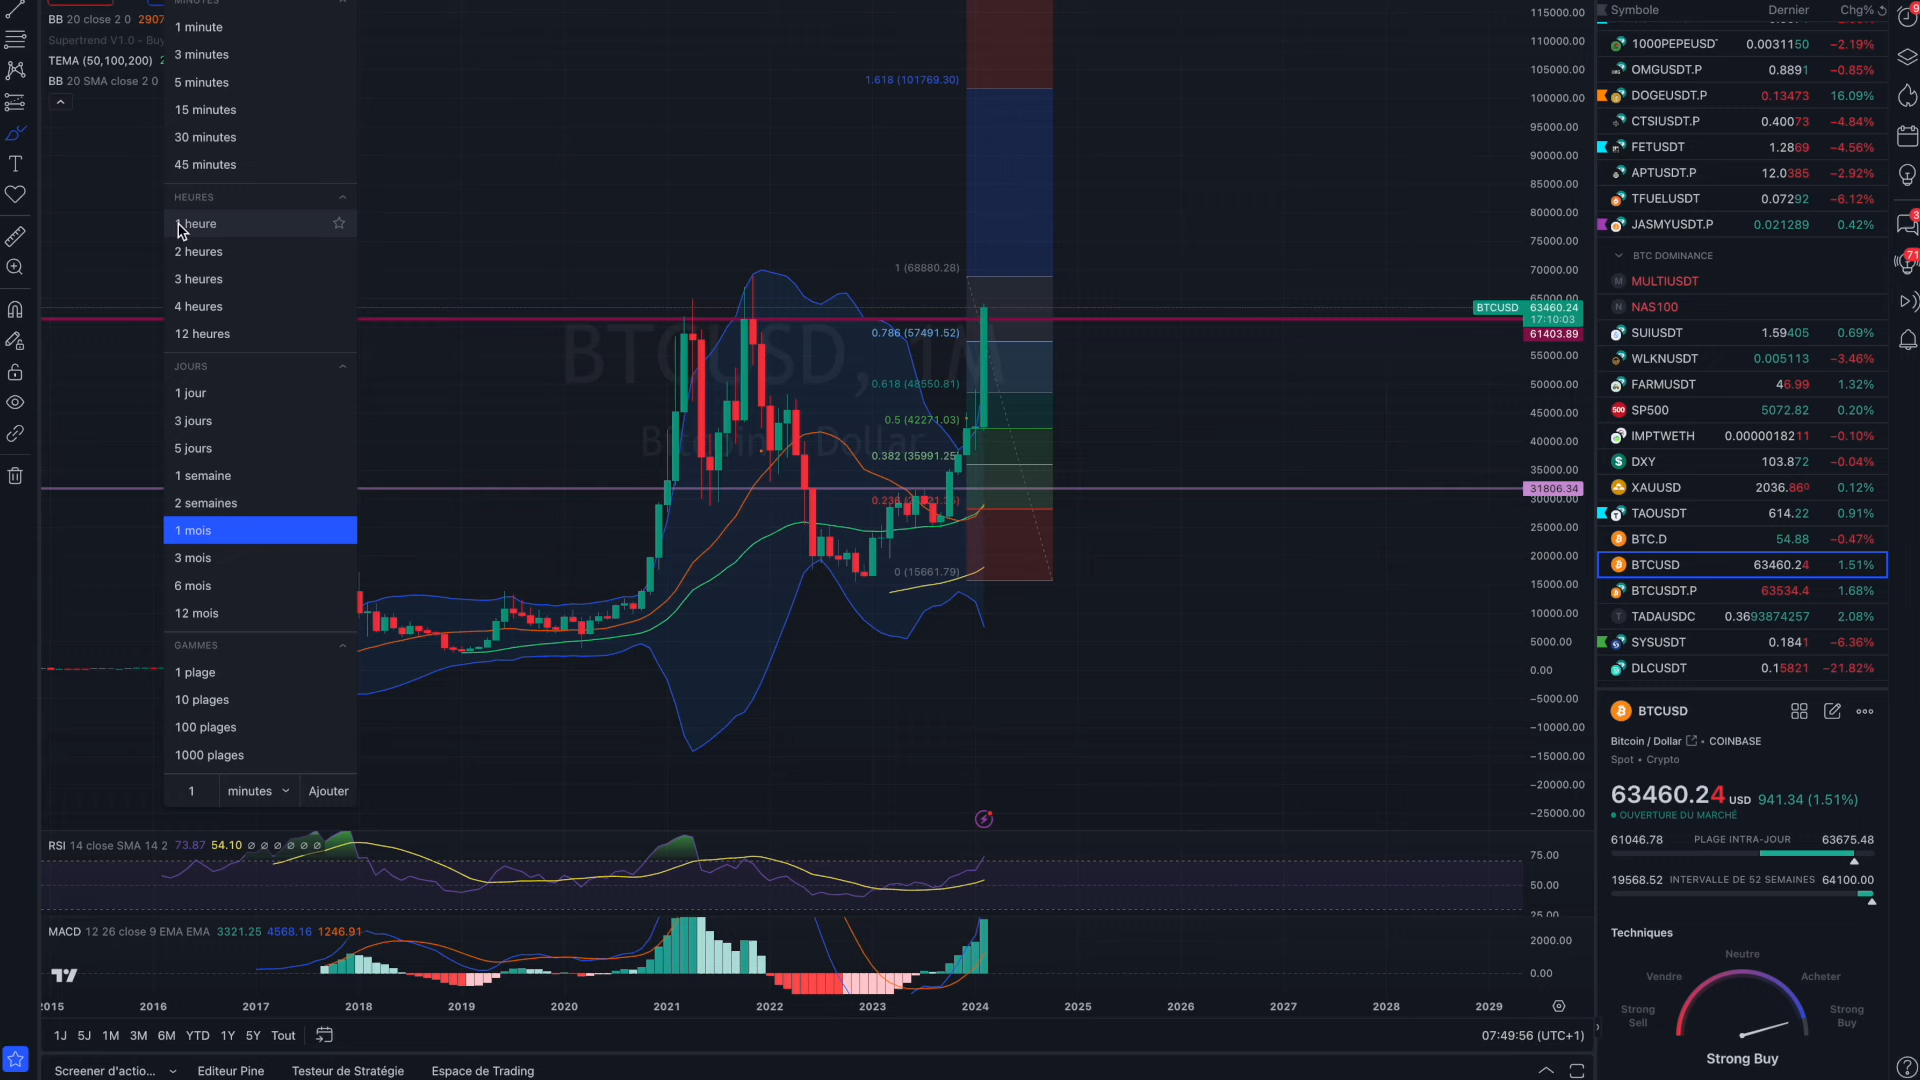 BB 20 close 2 0 2907
Supertrend V1.0 - Buy
TEMA (50,100,200) 2
BB 20 SMA close 2 0
MINUTES
1 minute
3 minutes
5 minutes
15 minutes
30 minutes
45 minutes
HEURES
1 heure
2 heures
3 heures
4 heures
12 heures
JOURS
1 jour
3 jours
5 jours
1 semaine
2 semaines
1 mois
3 mois
6 mois
12 mois
GAMMES
1 plage
10 plages
100 plages
1000 plages
1 minutes Ajouter
BTCUSD, 1M
Bitcoin / Dollar
1.618 (101769.30)
1 (68880.28)
0.786 (57491.52)
0.618 (48550.81)
0.5 (42271.03)
0.382 (35991.25)
0 (15661.79)
115000.00
110000.00
105000.00
100000.00
95000.00
90000.00
85000.00
80000.00
75000.00
70000.00
65000.00
BTCUSD 63460.24
17:10:03
61403.89
55000.00
50000.00
45000.00
40000.00
35000.00
31806.34
30000.00
25000.00
20000.00
15000.00
10000.00
5000.00
0.00
−5000.00
−10000.00
−15000.00
−20000.00
−25000.00
RSI 14 close SMA 14 2 73.87 54.10 ∅ ∅ ∅ ∅ ∅ ∅
75.00
50.00
25.00
MACD 12 26 close 9 EMA EMA 3321.25 4568.16 1246.91
2000.00
0.00
2015 2016 2017 2018 2019 2020 2021 2022 2023 2024 2025 2026 2027 2028 2029
1J 5J 1M 3M 6M YTD 1Y 5Y Tout
07:49:56 (UTC+1)
Screener d'actio... Editeur Pine Testeur de Stratégie Espace de Trading
Symbole Dernier Chg%
1000PEPEUSDT 0.0031150 −2.19%
OMGUSDT.P 0.8891 −0.85%
DOGEUSDT.P 0.13473 16.09%
CTSIUSDT.P 0.40073 −4.84%
FETUSDT 1.2869 −4.56%
APTUSDT.P 12.0385 −2.92%
TFUELUSDT 0.07292 −6.12%
JASMYUSDT.P 0.021289 0.42%
BTC DOMINANCE
M MULTIUSDT
N NAS100
SUIUSDT 1.59405 0.69%
WLKNUSDT 0.005113 −3.46%
FARMUSDT 46.99 1.32%
500 SP500 5072.82 0.20%
IMPTWETH 0.0000018211 −0.10%
DXY 103.872 −0.04%
XAUUSD 2036.860 0.12%
TAOUSDT 614.22 0.91%
BTC.D 54.88 −0.47%
BTCUSD 63460.24 1.51%
BTCUSDT.P 63534.4 1.68%
T TADAUSDC 0.3693874257 2.08%
SYSUSDT 0.1841 −6.36%
DLCUSDT 0.15821 −21.82%
BTCUSD
Bitcoin / Dollar • COINBASE
Spot • Crypto
63460.24 USD 941.34 (1.51%)
OUVERTURE DU MARCHÉ
61046.78 PLAGE INTRA-JOUR 63675.48
19568.52 INTERVALLE DE 52 SEMAINES 64100.00
Techniques
Neutre
Vendre Acheter
Strong Sell
Strong Buy
Strong Buy
9
3
71